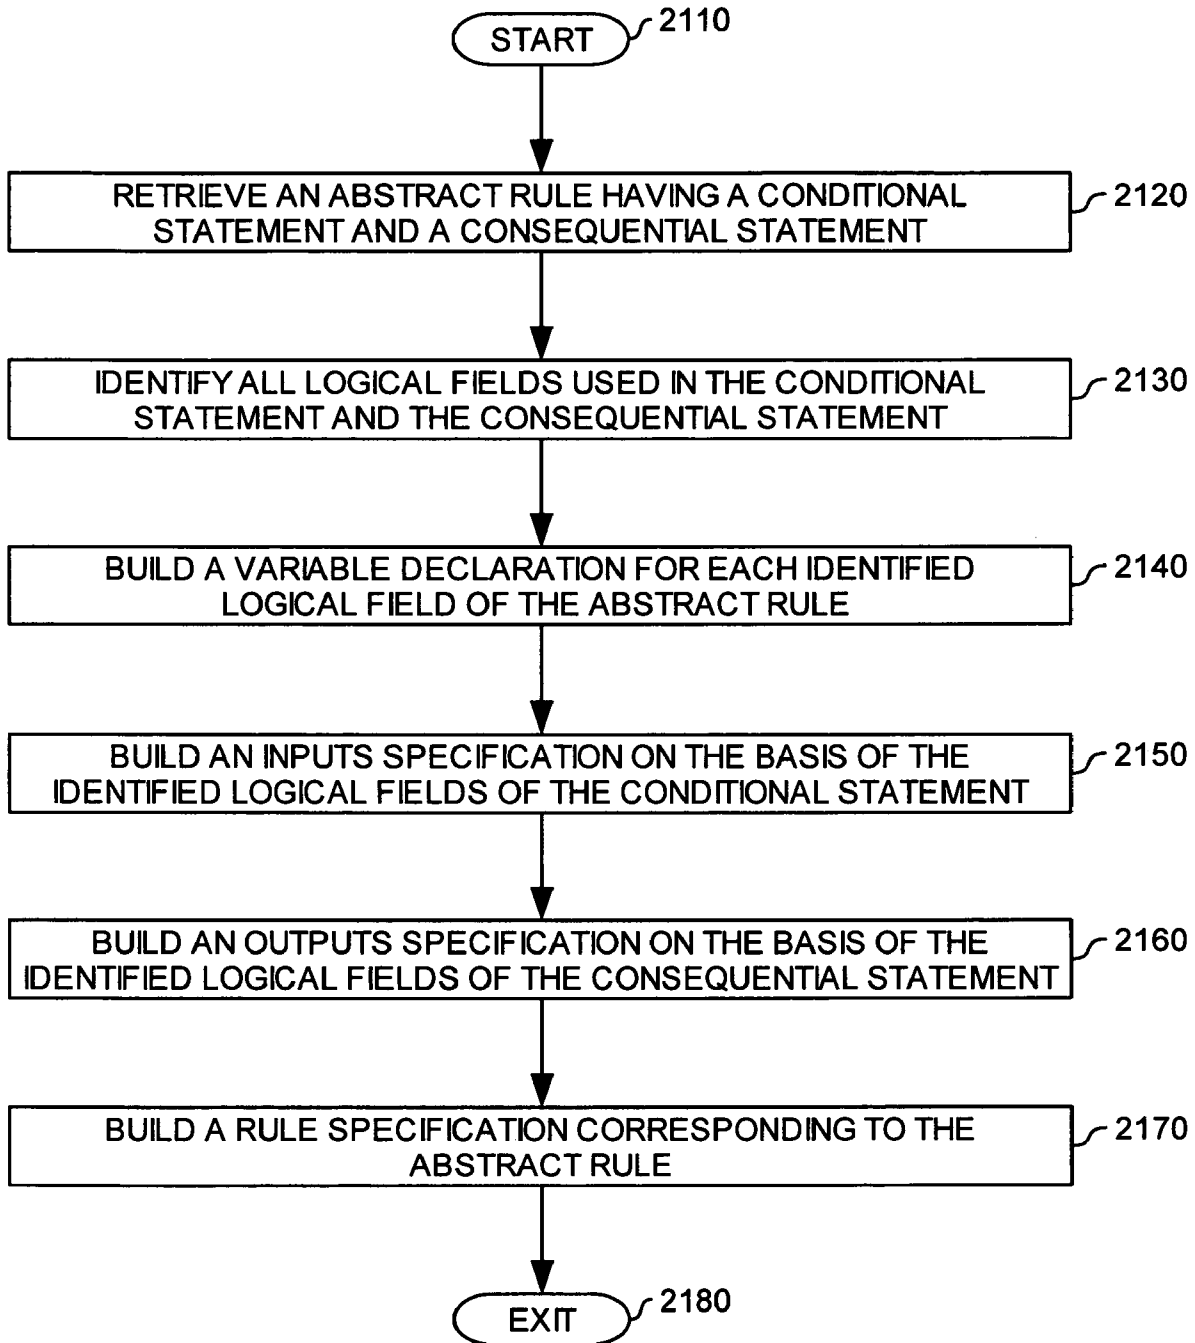 START
2110
RETRIEVE AN ABSTRACT RULE HAVING A CONDITIONAL
STATEMENT AND A CONSEQUENTIAL STATEMENT
2120
IDENTIFY ALL LOGICAL FIELDS USED IN THE CONDITIONAL
STATEMENT AND THE CONSEQUENTIAL STATEMENT
2130
BUILD A VARIABLE DECLARATION FOR EACH IDENTIFIED
LOGICAL FIELD OF THE ABSTRACT RULE
2140
BUILD AN INPUTS SPECIFICATION ON THE BASIS OF THE
IDENTIFIED LOGICAL FIELDS OF THE CONDITIONAL STATEMENT
2150
BUILD AN OUTPUTS SPECIFICATION ON THE BASIS OF THE
IDENTIFIED LOGICAL FIELDS OF THE CONSEQUENTIAL STATEMENT
2160
BUILD A RULE SPECIFICATION CORRESPONDING TO THE
ABSTRACT RULE
2170
EXIT
2180